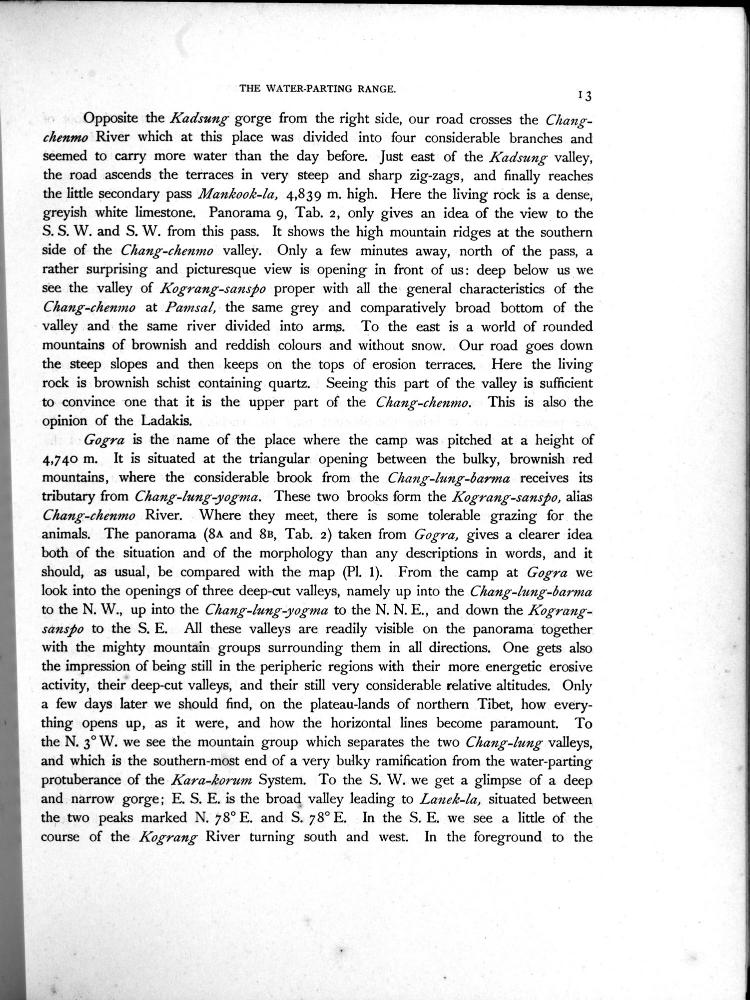 THE WATER-PARTING RANGE.
13
Opposite the Kadsung gorge from the right side, our road crosses the Chang-
chenmo River which at this place was divided into four considerable branches and
seemed to carry more water than the day before. Just east of the Kadsung valley,
the road ascends the terraces in very steep and sharp zig-zags, and finally reaches
the little secondary pass Mankook-la, 4,839 m. high. Here the living rock is a dense,
greyish white limestone. Panorama 9, Tab. 2, only gives an idea of the view to the
S. S. W. and S. W. from this pass. It shows the high mountain ridges at the southern
side of the Chang-chenmo valley. Only a few minutes away, north of the pass, a
rather surprising and picturesque view is opening in front of us: deep below us we
see the valley of Kograng-sanspo proper with all the general characteristics of the
Chang-chenmo at Pamsal, the same grey and comparatively broad bottom of the
valley and the same river divided into arms. To the east is a world of rounded
mountains of brownish and reddish colours and without snow. Our road goes down
the steep slopes and then keeps on the tops of erosion terraces. Here the living
rock is brownish schist containing quartz. Seeing this part of the valley is sufficient
to convince one that it is the upper part of the Chang-chenmo. This is also the
opinion of the Ladakis.
Gogra is the name of the place where the camp was pitched at a height of
4,740 m. It is situated at the triangular opening between the bulky, brownish red
mountains, where the considerable brook from the Chang-lung-barma receives its
tributary from Chang-lung-yogma. These two brooks form the Kograng-sanspo, alias
Chang-chenmo River. Where they meet, there is some tolerable grazing for the
animals. The panorama (8A and 8B, Tab. 2) taken from Gogra, gives a clearer idea
both of the situation and of the morphology than any descriptions in words, and it
should, as usual, be compared with the map (Pl. 1). From the camp at Gogra we
look into the openings of three deep-cut valleys, namely up into the Chang-lung-barma
to the N. W., up into the Chang-lung-yogma to the N. N. E., and down the Kograng-
sanspo to the S. E. All these valleys are readily visible on the panorama together
with the mighty mountain groups surrounding them in all directions. One gets also
the impression of being still in the peripheric regions with their more energetic erosive
activity, their deep-cut valleys, and their still very considerable relative altitudes. Only
a few days later we should find, on the plateau-lands of northern Tibet, how every-
thing opens up, as it were, and how the horizontal lines become paramount. To
the N. 3° W. we see the mountain group which separates the two Chang-lung valleys,
and which is the southern-most end of a very bulky ramification from the water-parting
protuberance of the Kara-korum System. To the S. W. we get a glimpse of a deep
and narrow gorge; E. S. E. is the broad valley leading to Lanek-la, situated between
the two peaks marked N. 78° E. and S. 78° E. In the S. E. we see a little of the
course of the Kograng River turning south and west. In the foreground to the